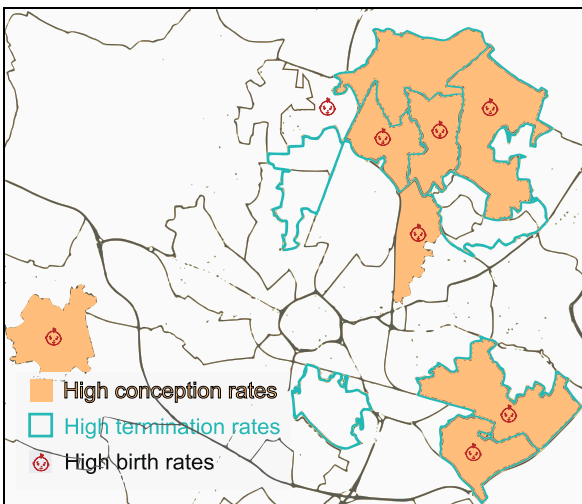 High conception rates
High termination rates
High birth rates